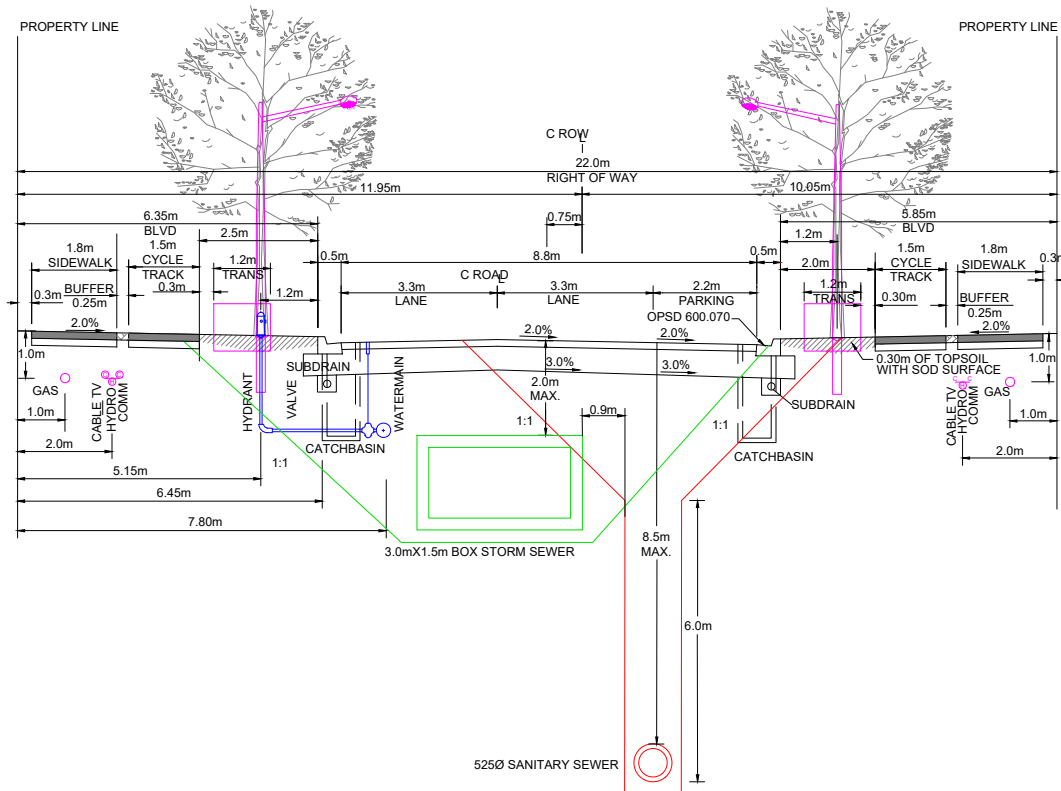 PROPERTY LINE
PROPERTY LINE
C ROW
L
22.0m
RIGHT OF WAY
11.95m
10.05m
6.35m
BLVD
0.75m
5.85m
BLVD
2.5m
1.2m
1.8m
SIDEWALK
1.5m
CYCLE
TRACK
1.2m
TRANS
0.5m
8.8m
0.5m
2.0m
1.5m
CYCLE
TRACK
1.8m
SIDEWALK
0.3m
C ROAD
L
0.3m
BUFFER
0.25m
0.3m
1.2m
3.3m
LANE
3.3m
LANE
2.2m
PARKING
1.2m
TRANS
0.30m
BUFFER
0.25m
OPSD 600.070
2.0%
2.0%
2.0%
2.0%
1.0m
SUBDRAIN
3.0%
3.0%
0.30m OF TOPSOIL
WITH SOD SURFACE
1.0m
GAS
C
C
H
CABLE TV
HYDRO
COMM
HYDRANT
VALVE
WATERMAIN
2.0m
MAX.
SUBDRAIN
C
C
H
CABLE TV
HYDRO
COMM
GAS
1.0m
0.9m
1.0m
1:1
1:1
2.0m
CATCHBASIN
CATCHBASIN
2.0m
5.15m
1:1
6.45m
7.80m
3.0mX1.5m BOX STORM SEWER
8.5m
MAX.
6.0m
525Ø SANITARY SEWER